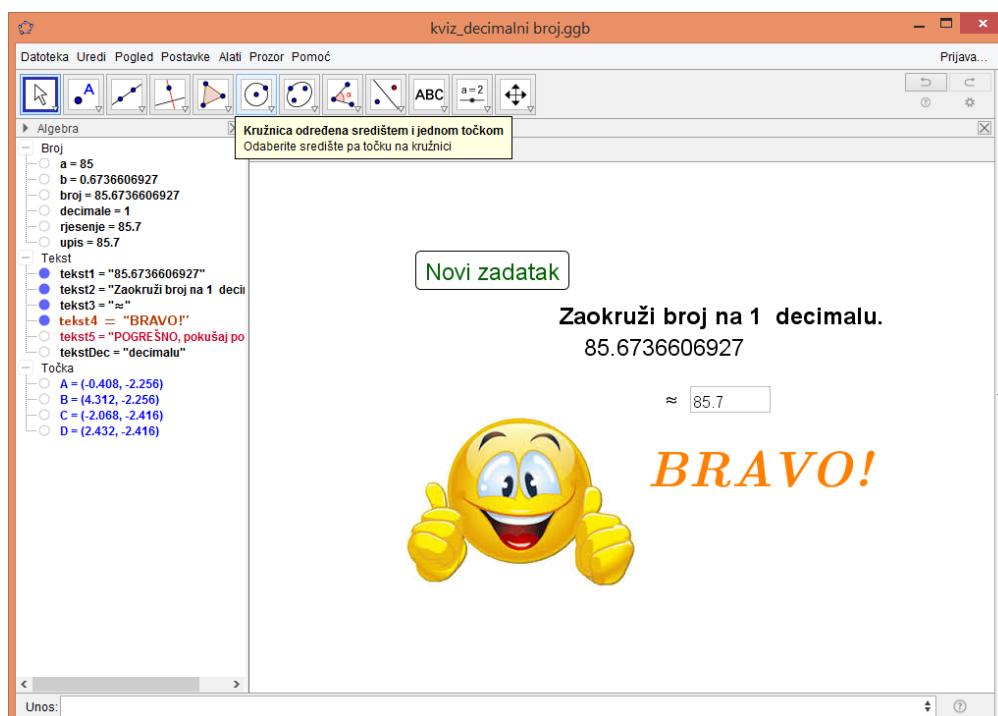 kviz_decimalni broj.ggb
Datoteka Uredi Pogled Postavke Alati Prozor Pomoć Prijava...
A
α
ABC
a=2
Algebra
Kružnica određena središtem i jednom točkom
Odaberite središte pa točku na kružnici
Broj
a = 85
b = 0.6736606927
broj = 85.6736606927
decimale = 1
rjesenje = 85.7
upis = 85.7
Tekst
tekst1 = "85.6736606927"
tekst2 = "Zaokruži broj na 1 deci
tekst3 = "≈"
tekst4 = "BRAVO!"
tekst5 = "POGREŠNO, pokušaj po
tekstDec = "decimalu"
Točka
A = (-0.408, -2.256)
B = (4.312, -2.256)
C = (-2.068, -2.416)
D = (2.432, -2.416)
Novi zadatak
Zaokruži broj na 1 decimalu.
85.6736606927
≈ 85.7
BRAVO!
Unos: